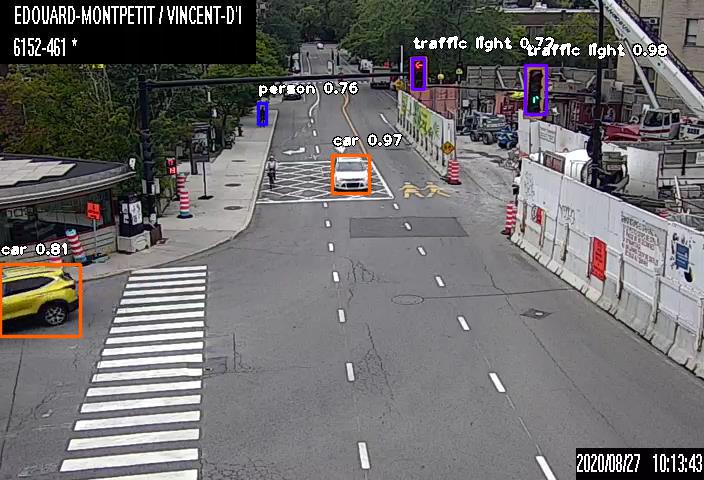 EDOUARD-MONTPETIT / VINCENT-D'I
6152-461 *
traffic light 0.72
traffic light 0.98
person 0.76
car 0.97
car 0.81
2020/08/27 10:13:43